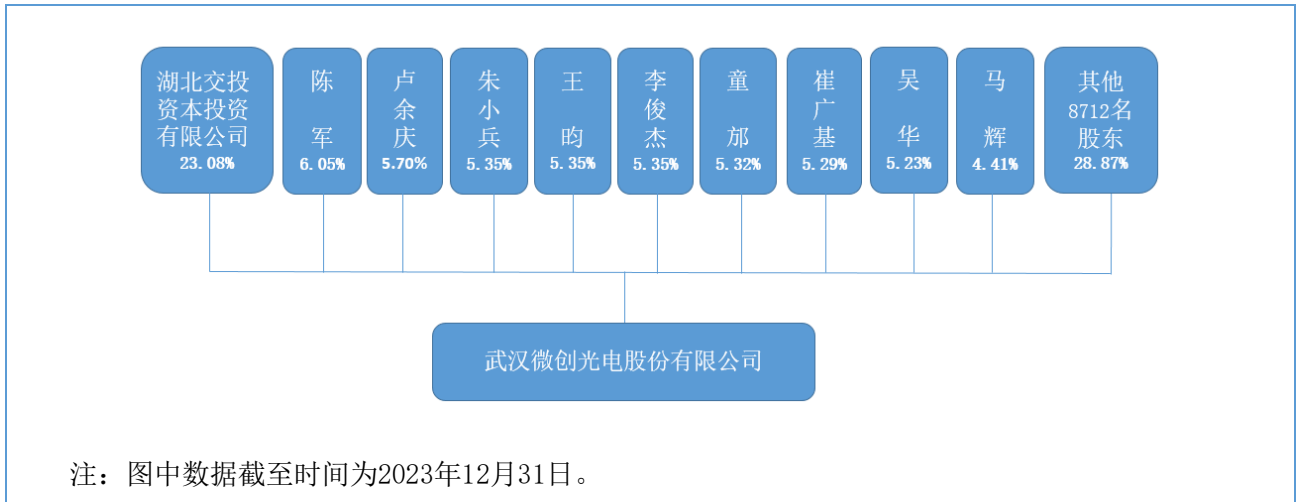 湖北交投
资本投资
有限公司
23.08%
陈
军
6.05%
卢
余
庆
5.70%
朱
小
兵
5.35%
王
昀
5.35%
李
俊
杰
5.35%
童
邡
5.32%
崔
广
基
5.29%
吴
华
5.23%
马
辉
4.41%
其他
8712名
股东
28.87%
武汉微创光电股份有限公司
注：图中数据截至时间为2023年12月31日。